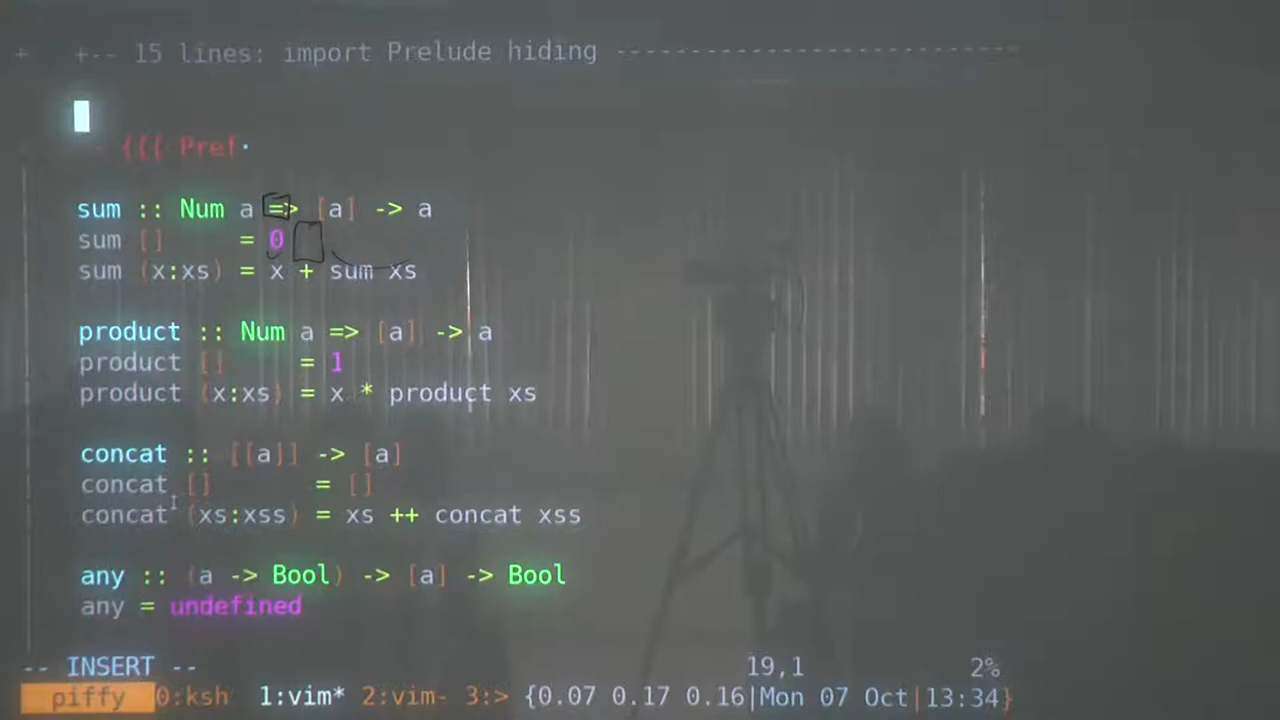 + +-- 15 lines: import Prelude hiding ---------------------------
{{{ Pref
sum :: Num a => [a] -> a
sum [] = 0
sum (x:xs) = x + sum xs
product :: Num a => [a] -> a
product [] = 1
product (x:xs) = x * product xs
concat :: [[a]] -> [a]
concat [] = []
concat (xs:xss) = xs ++ concat xss
any :: (a -> Bool) -> [a] -> Bool
any = undefined
-- INSERT -- 19,1 2%
piffy 0:ksh 1:vim* 2:vim- 3:> {0.07 0.17 0.16|Mon 07 Oct|13:34}